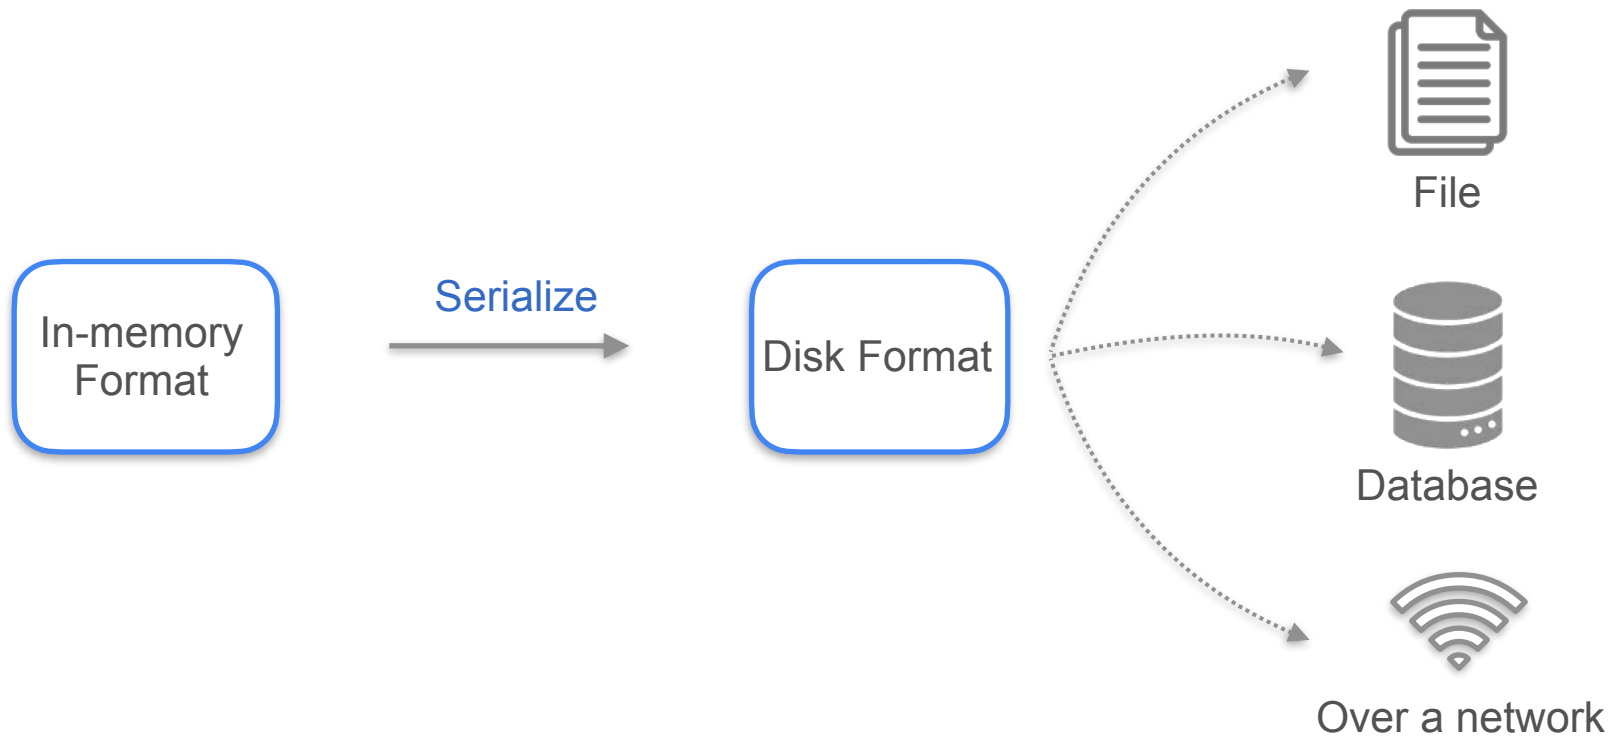 In-memory
Format
Serialize
Disk Format
File
Database
Over a network